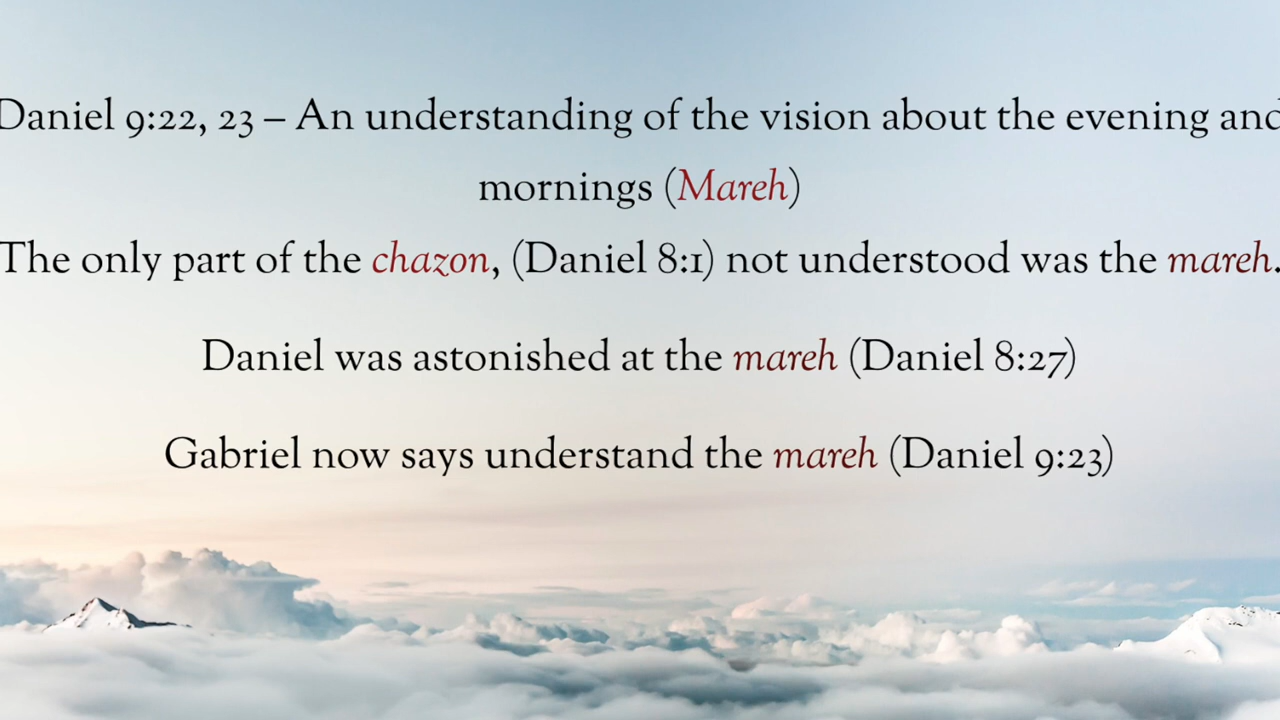 Daniel 9:22, 23 – An understanding of the vision about the evening and
mornings (Mareh)
The only part of the chazon, (Daniel 8:1) not understood was the mareh.
Daniel was astonished at the mareh (Daniel 8:27)
Gabriel now says understand the mareh (Daniel 9:23)